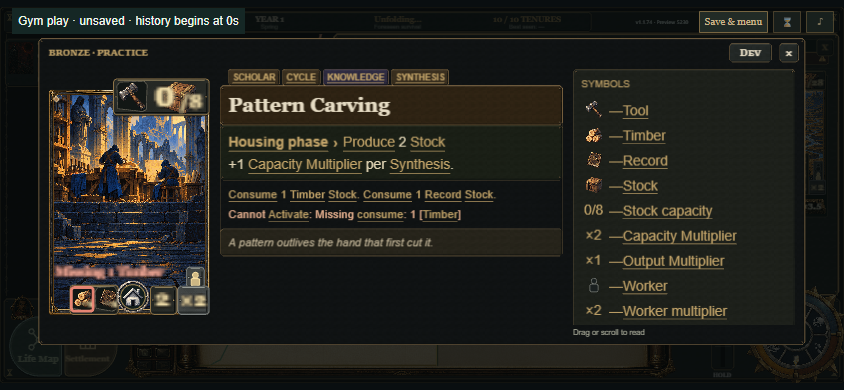 Gym play · unsaved · history begins at 0s
YEAR 1
10 / 10 TENURES
Save & menu
BRONZE · PRACTICE
DEV
x
0/8
Missing 1 Timber
2
×2
SCHOLAR
CYCLE
KNOWLEDGE
SYNTHESIS
Pattern Carving
Housing phase › Produce 2 Stock
+1 Capacity Multiplier per Synthesis.
Consume 1 Timber Stock. Consume 1 Record Stock.
Cannot Activate: Missing consume: 1 [Timber]
A pattern outlives the hand that first cut it.
SYMBOLS
—Tool
—Timber
—Record
—Stock
0/8 —Stock capacity
×2 —Capacity Multiplier
×1 —Output Multiplier
—Worker
×2 —Worker multiplier
Drag or scroll to read
Life Map
Settlement